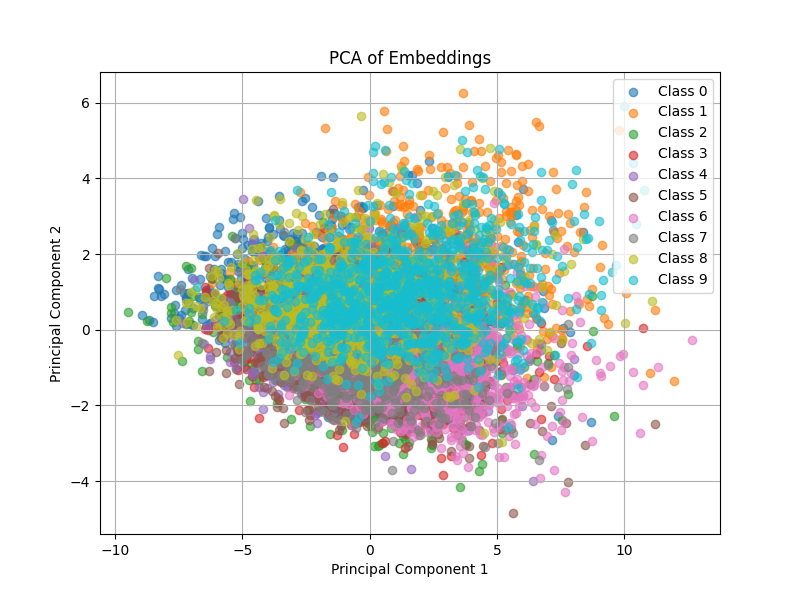 PCA of Embeddings
Class 0
Class 1
Class 2
Class 3
Class 4
Class 5
Class 6
Class 7
Class 8
Class 9
6
4
2
0
−2
−4
Principal Component 2
−10
−5
0
5
10
Principal Component 1